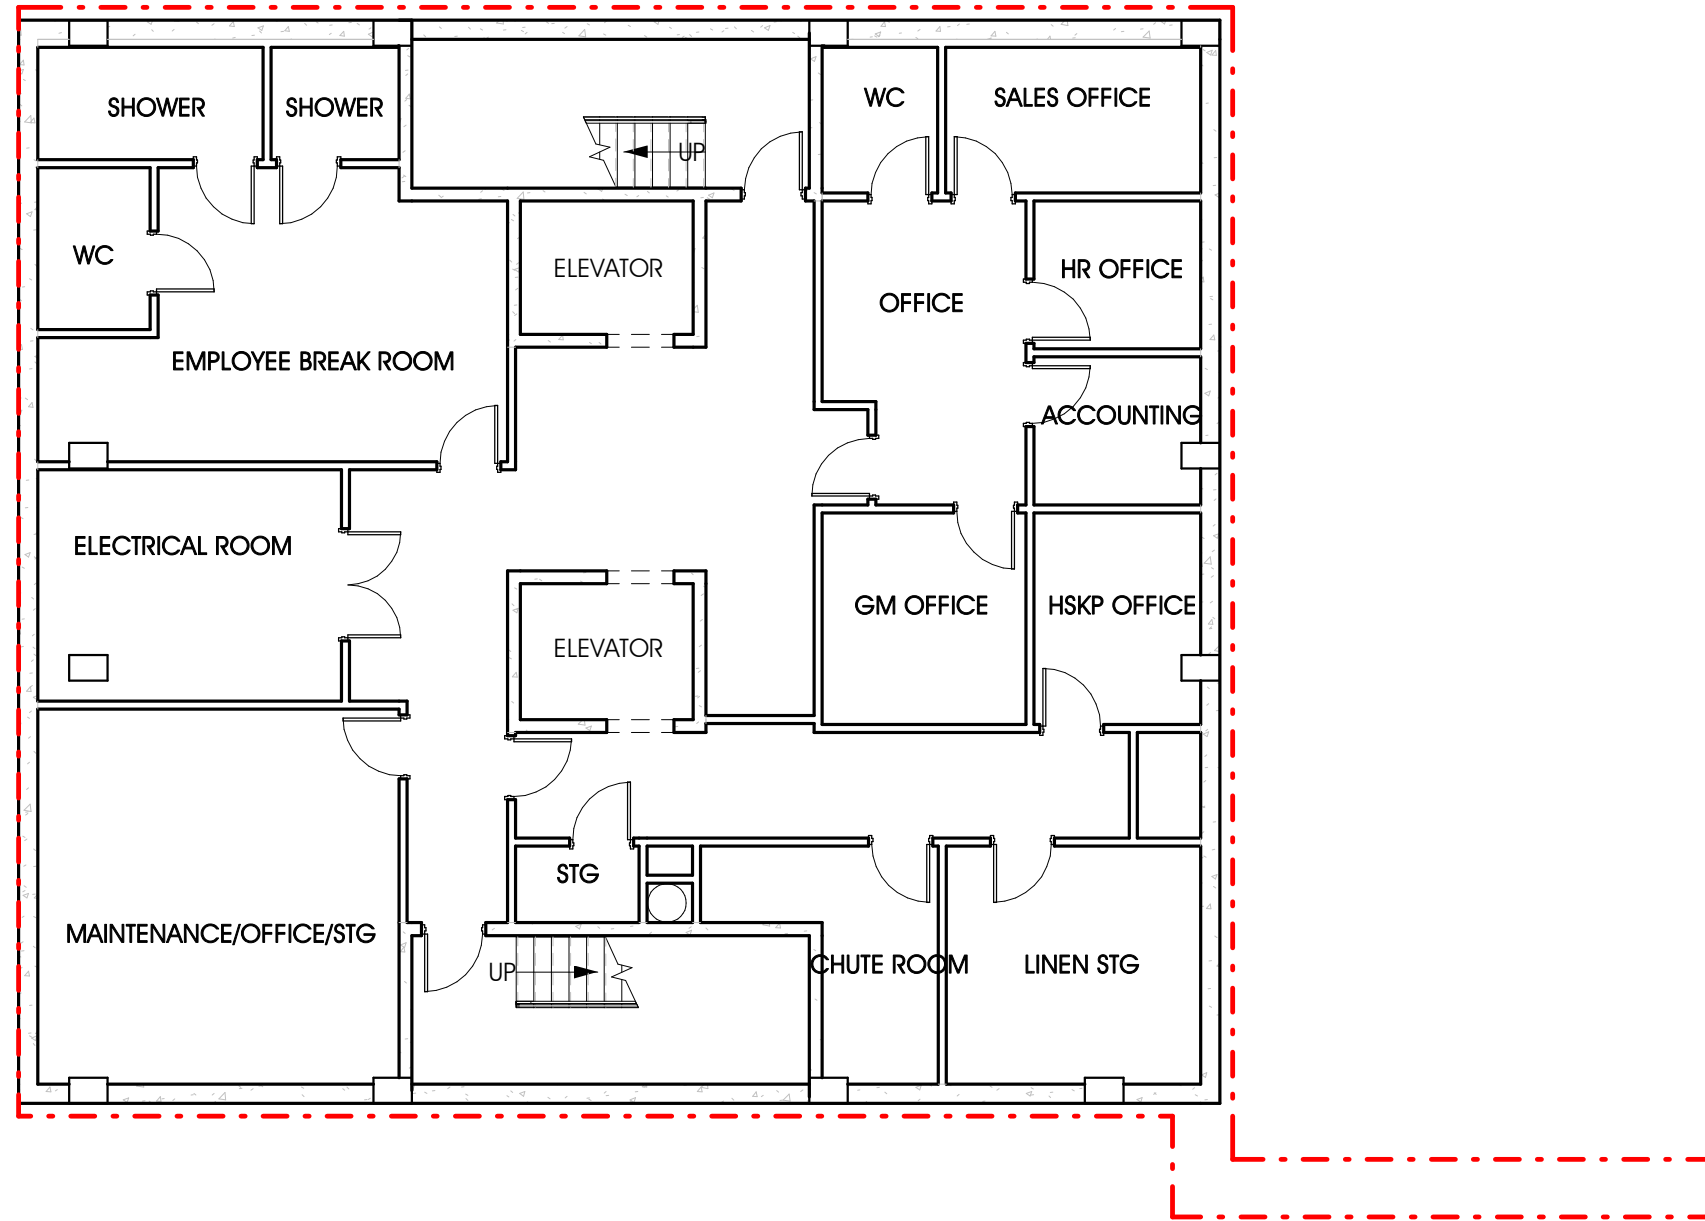 SHOWER
SHOWER
UP
WC
SALES OFFICE
WC
ELEVATOR
HR OFFICE
OFFICE
EMPLOYEE BREAK ROOM
ACCOUNTING
ELECTRICAL ROOM
GM OFFICE
HSKP OFFICE
ELEVATOR
STG
MAINTENANCE/OFFICE/STG
UP
CHUTE ROOM
LINEN STG